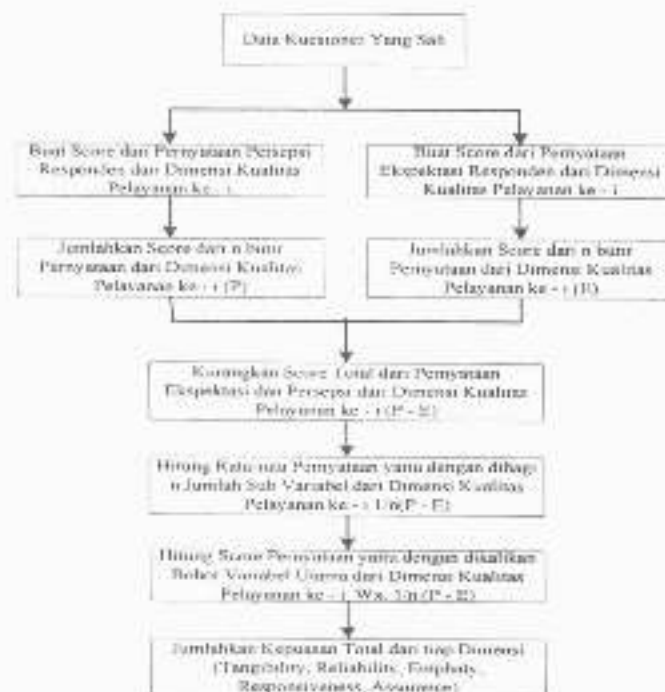 Data Kuesioner Yang Sah
Buat Score dari Pernyataan Persepsi
Responden dari Dimensi Kualitas
Pelayanan ke - i
Buat Score dari Pernyataan
Ekspektasi Responden dari Dimensi
Kualitas Pelayanan ke - i
Jumlahkan Score dari n butir
Pernyataan dari Dimensi Kualitas
Pelayanan ke - i (P)
Jumlahkan Score dari n butir
Pernyataan dari Dimensi Kualitas
Pelayanan ke - i (E)
Kurangkan Score Total dari Pernyataan
Ekspektasi dan Persepsi dari Dimensi Kualitas
Pelayanan ke - i (P - E)
Hitung Rata-rata Pernyataan yaitu dengan dibagi
n Jumlah Sub Variabel dari Dimensi Kualitas
Pelayanan ke - i 1/n(P - E)
Hitung Score Pernyataan yaitu dengan dikalikan
Bobot Variabel Utama dari Dimensi Kualitas
Pelayanan ke - i, Wx. 1/n (P - E)
Jumlahkan Kepuasan Total dari tiap Dimensi
(Tangibility, Reliability, Emphaty,
Responsiveness, Assurance)